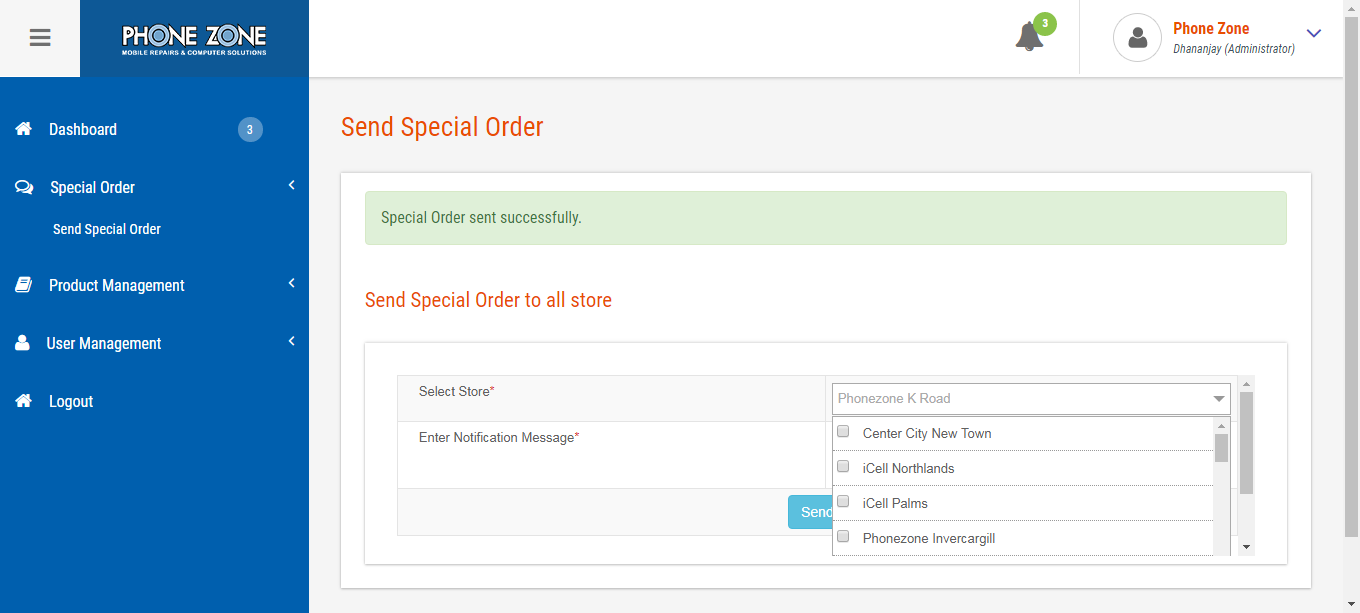 PHONE ZONE
MOBILE REPAIRS & COMPUTER SOLUTIONS
3
Phone Zone
Dhananjay (Administrator)
Dashboard
3
Special Order
Send Special Order
Product Management
User Management
Logout
Send Special Order
Special Order sent successfully.
Send Special Order to all store
Select Store*
Phonezone K Road
Center City New Town
Enter Notification Message*
iCell Northlands
iCell Palms
Send
Phonezone Invercargill